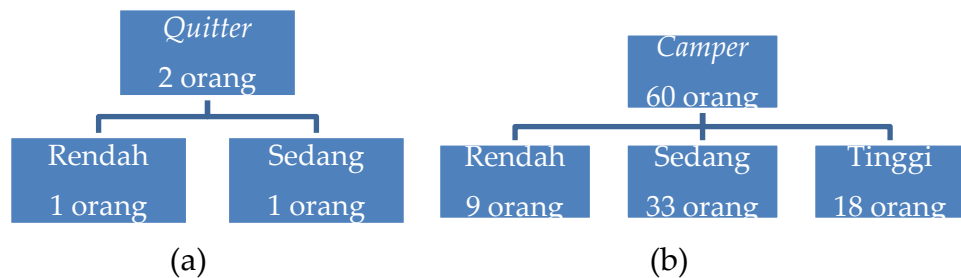 Quitter
2 orang
Rendah
1 orang
Sedang
1 orang
(a)
Camper
60 orang
Rendah
9 orang
Sedang
33 orang
Tinggi
18 orang
(b)